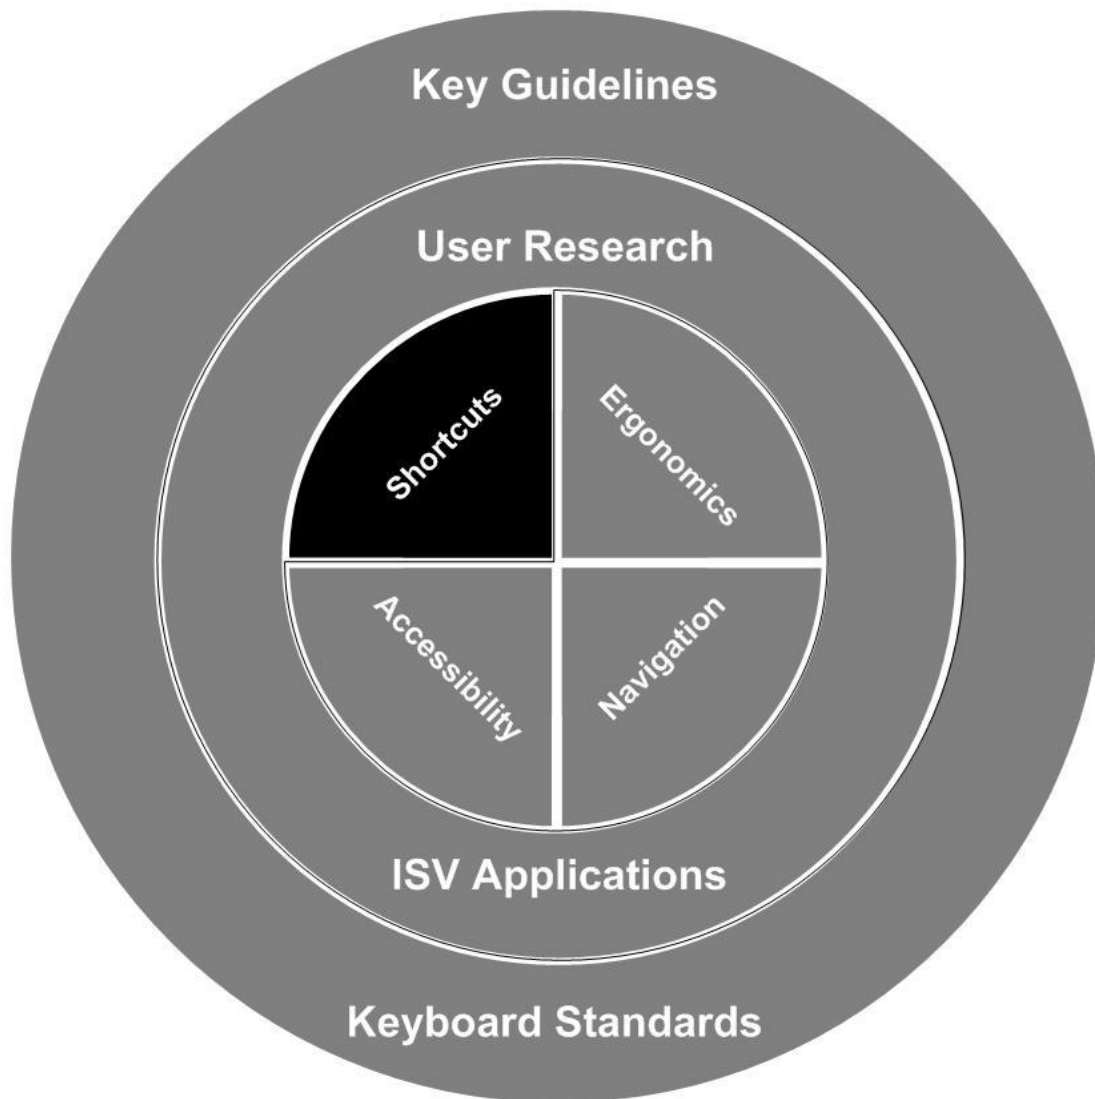 Key Guidelines
User Research
Shortcuts
Ergonomics
Accessibility
Navigation
ISV Applications
Keyboard Standards